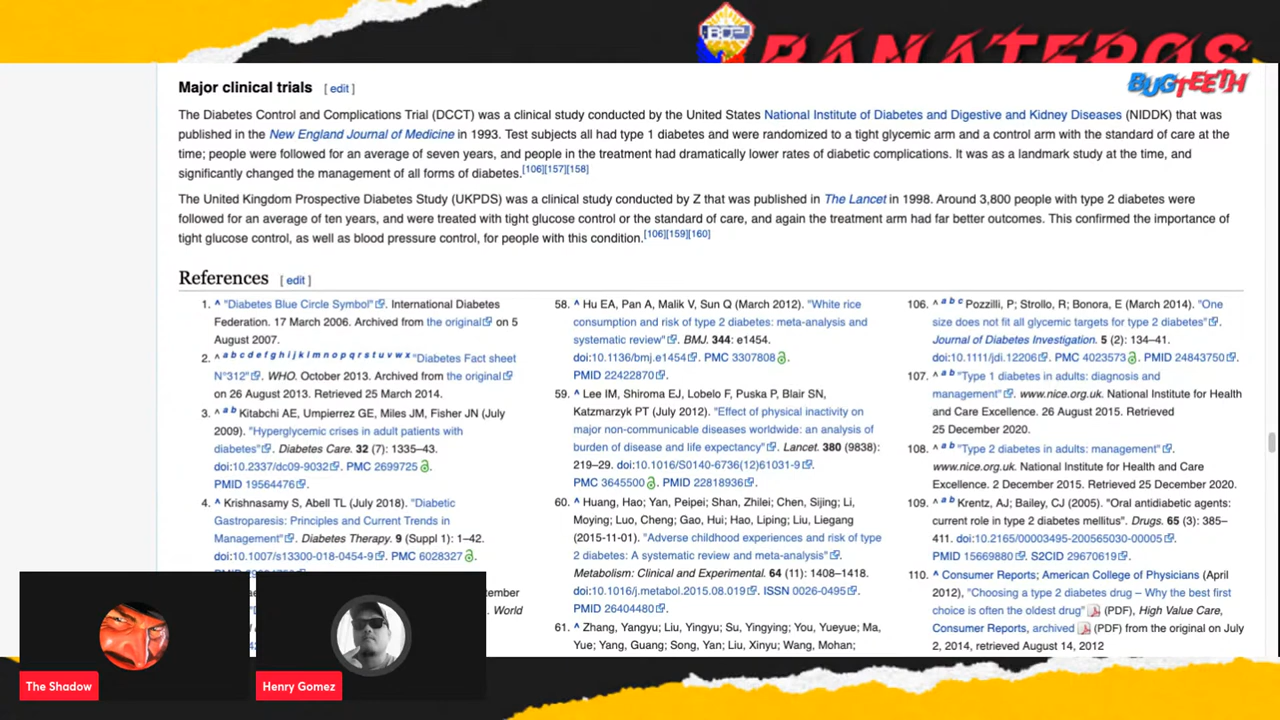 BOZ
BANATEROS
BUGTEETH
Major clinical trials [ edit ]
The Diabetes Control and Complications Trial (DCCT) was a clinical study conducted by the United States National Institute of Diabetes and Digestive and Kidney Diseases (NIDDK) that was
published in the New England Journal of Medicine in 1993. Test subjects all had type 1 diabetes and were randomized to a tight glycemic arm and a control arm with the standard of care at the
time; people were followed for an average of seven years, and people in the treatment had dramatically lower rates of diabetic complications. It was as a landmark study at the time, and
significantly changed the management of all forms of diabetes.[106][157][158]
The United Kingdom Prospective Diabetes Study (UKPDS) was a clinical study conducted by Z that was published in The Lancet in 1998. Around 3,800 people with type 2 diabetes were
followed for an average of ten years, and were treated with tight glucose control or the standard of care, and again the treatment arm had far better outcomes. This confirmed the importance of
tight glucose control, as well as blood pressure control, for people with this condition.[106][159][160]
References [ edit ]
1. ^ "Diabetes Blue Circle Symbol". International Diabetes
Federation. 17 March 2006. Archived from the original on 5
August 2007.
2. ^ a b c d e f g h i j k l m n o p q r s t u v w x "Diabetes Fact sheet
N°312". WHO. October 2013. Archived from the original
on 26 August 2013. Retrieved 25 March 2014.
3. ^ a b Kitabchi AE, Umpierrez GE, Miles JM, Fisher JN (July
2009). "Hyperglycemic crises in adult patients with
diabetes". Diabetes Care. 32 (7): 1335–43.
doi:10.2337/dc09-9032. PMC 2699725.
PMID 19564476.
4. ^ Krishnasamy S, Abell TL (July 2018). "Diabetic
Gastroparesis: Principles and Current Trends in
Management". Diabetes Therapy. 9 (Suppl 1): 1–42.
doi:10.1007/s13300-018-0454-9. PMC 6028327.
World
58. ^ Hu EA, Pan A, Malik V, Sun Q (March 2012). "White rice
consumption and risk of type 2 diabetes: meta-analysis and
systematic review". BMJ. 344: e1454.
doi:10.1136/bmj.e1454. PMC 3307808.
PMID 22422870.
59. ^ Lee IM, Shiroma EJ, Lobelo F, Puska P, Blair SN,
Katzmarzyk PT (July 2012). "Effect of physical inactivity on
major non-communicable diseases worldwide: an analysis of
burden of disease and life expectancy". Lancet. 380 (9838):
219–29. doi:10.1016/S0140-6736(12)61031-9.
PMC 3645500. PMID 22818936.
60. ^ Huang, Hao; Yan, Peipei; Shan, Zhilei; Chen, Sijing; Li,
Moying; Luo, Cheng; Gao, Hui; Hao, Liping; Liu, Liegang
(2015-11-01). "Adverse childhood experiences and risk of type
2 diabetes: A systematic review and meta-analysis".
Metabolism: Clinical and Experimental. 64 (11): 1408–1418.
doi:10.1016/j.metabol.2015.08.019. ISSN 0026-0495.
PMID 26404480.
61. ^ Zhang, Yangyu; Liu, Yingyu; Su, Yingying; You, Yueyue; Ma,
Yue; Yang, Guang; Song, Yan; Liu, Xinyu; Wang, Mohan;
106. ^ a b c Pozzilli, P; Strollo, R; Bonora, E (March 2014). "One
size does not fit all glycemic targets for type 2 diabetes".
Journal of Diabetes Investigation. 5 (2): 134–41.
doi:10.1111/jdi.12206. PMC 4023573. PMID 24843750.
107. ^ a b "Type 1 diabetes in adults: diagnosis and
management". www.nice.org.uk. National Institute for Health
and Care Excellence. 26 August 2015. Retrieved
25 December 2020.
108. ^ a b "Type 2 diabetes in adults: management".
www.nice.org.uk. National Institute for Health and Care
Excellence. 2 December 2015. Retrieved 25 December 2020.
109. ^ a b Krentz, AJ; Bailey, CJ (2005). "Oral antidiabetic agents:
current role in type 2 diabetes mellitus". Drugs. 65 (3): 385–
411. doi:10.2165/00003495-200565030-00005.
PMID 15669880. S2CID 29670619.
110. ^ Consumer Reports; American College of Physicians (April
2012), "Choosing a type 2 diabetes drug – Why the best first
choice is often the oldest drug" (PDF), High Value Care,
Consumer Reports, archived (PDF) from the original on July
2, 2014, retrieved August 14, 2012
The Shadow
Henry Gomez